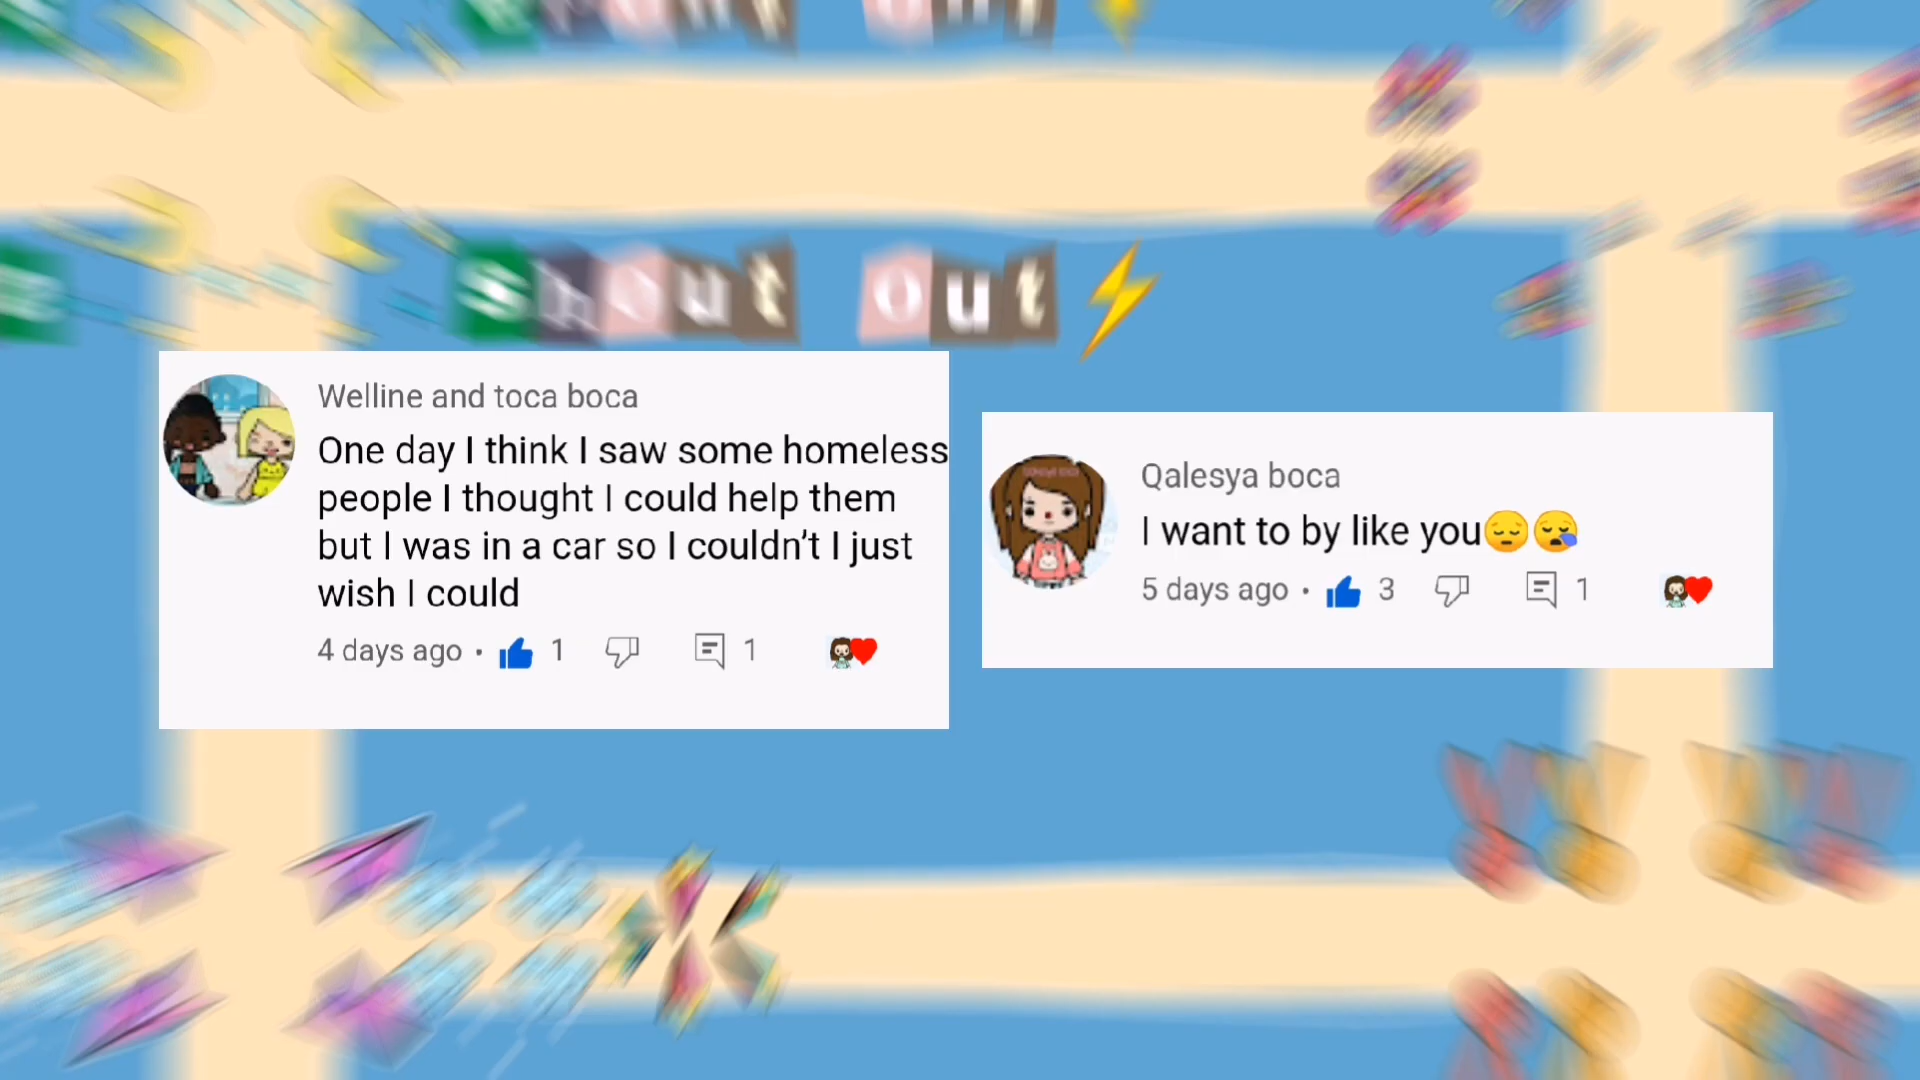 Shout out⚡
Welline and toca boca
One day I think I saw some homeless
people I thought I could help them
but I was in a car so I couldn’t I just
wish I could
4 days ago • 1 1
Qalesya boca
I want to by like you😔😪
5 days ago • 3 1